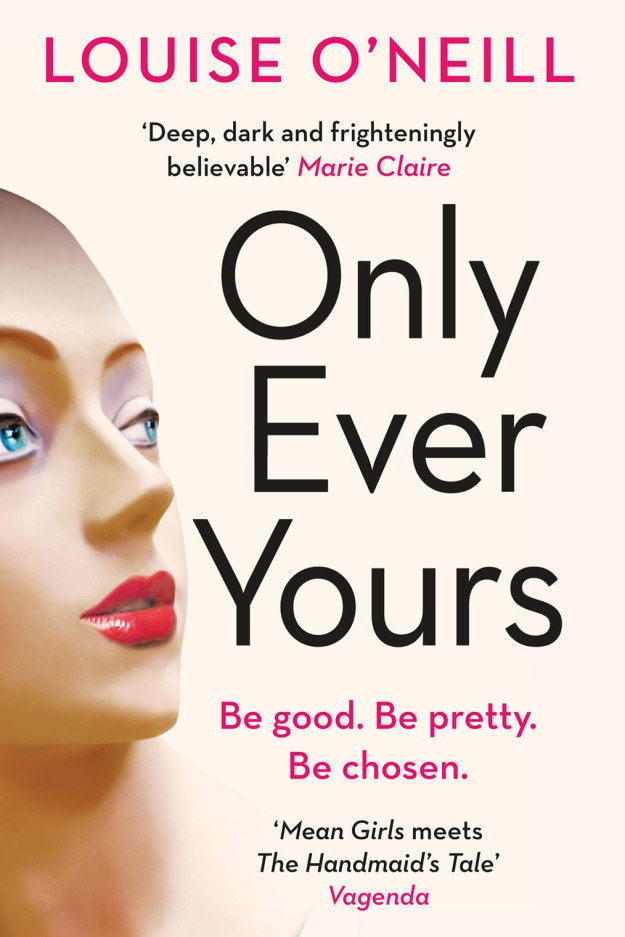 LOUISE O’NEILL
‘Deep, dark and frighteningly
believable’ Marie Claire
Only
Ever
Yours
Be good. Be pretty.
Be chosen.
‘Mean Girls meets
The Handmaid’s Tale’
Vagenda